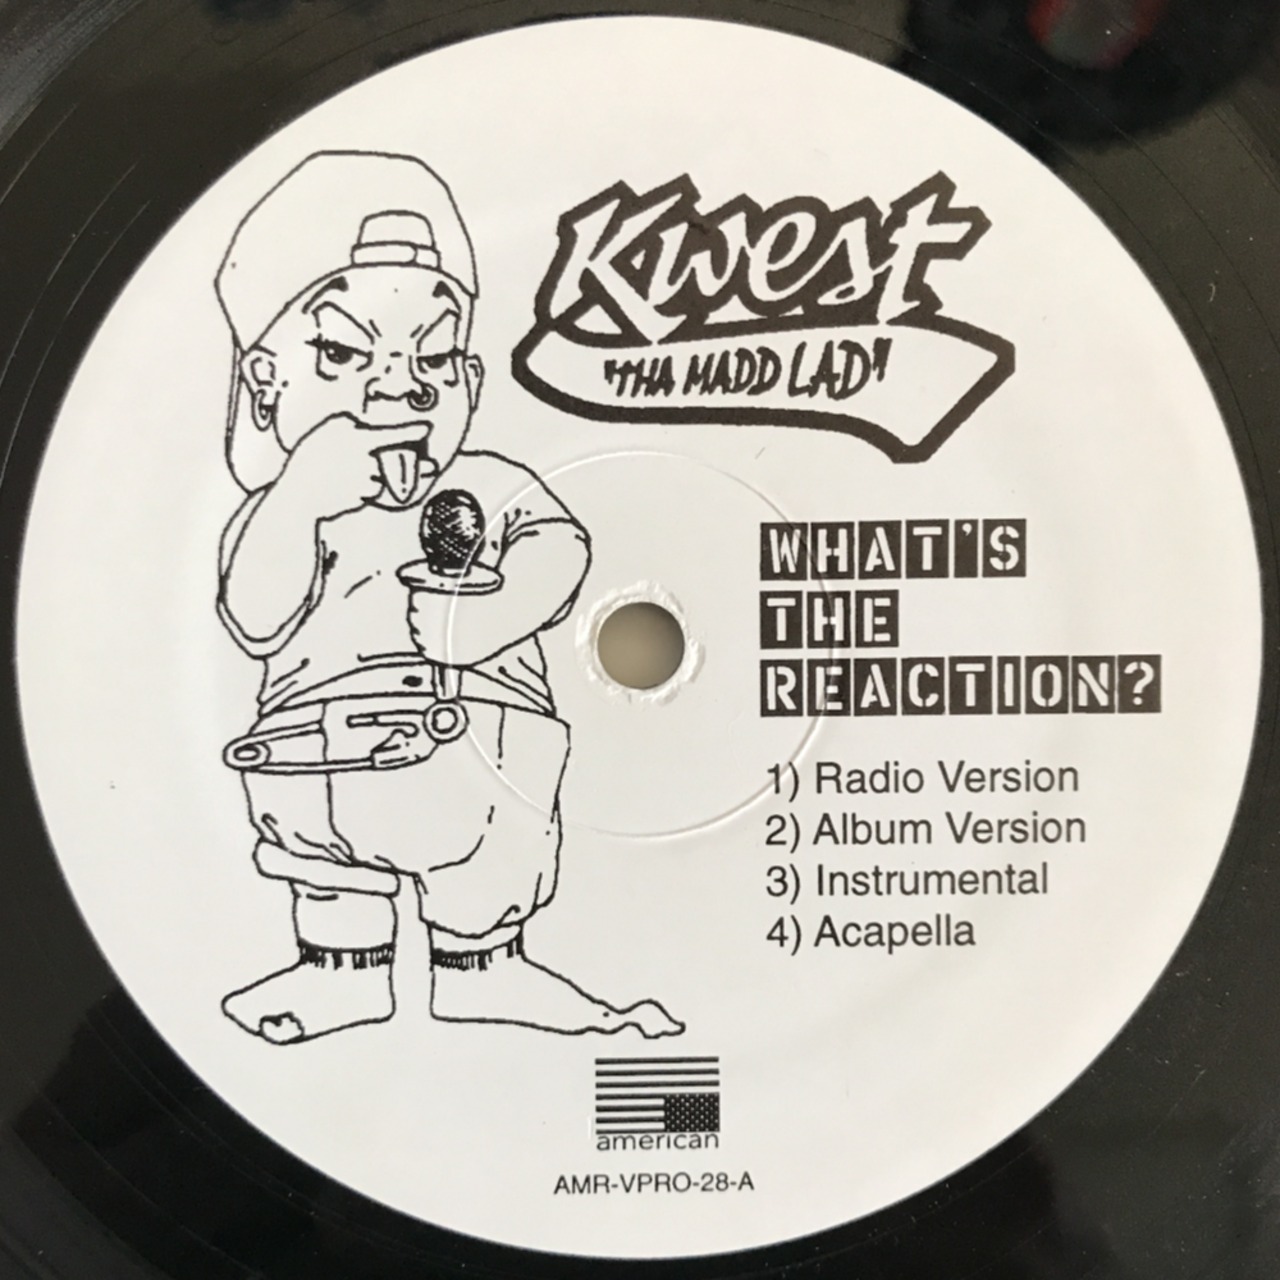 Kwest
"THA MADD LAD"
WHAT'S
THE
REACTION?
1) Radio Version
2) Album Version
3) Instrumental
4) Acapella
american
AMR-VPRO-28-A